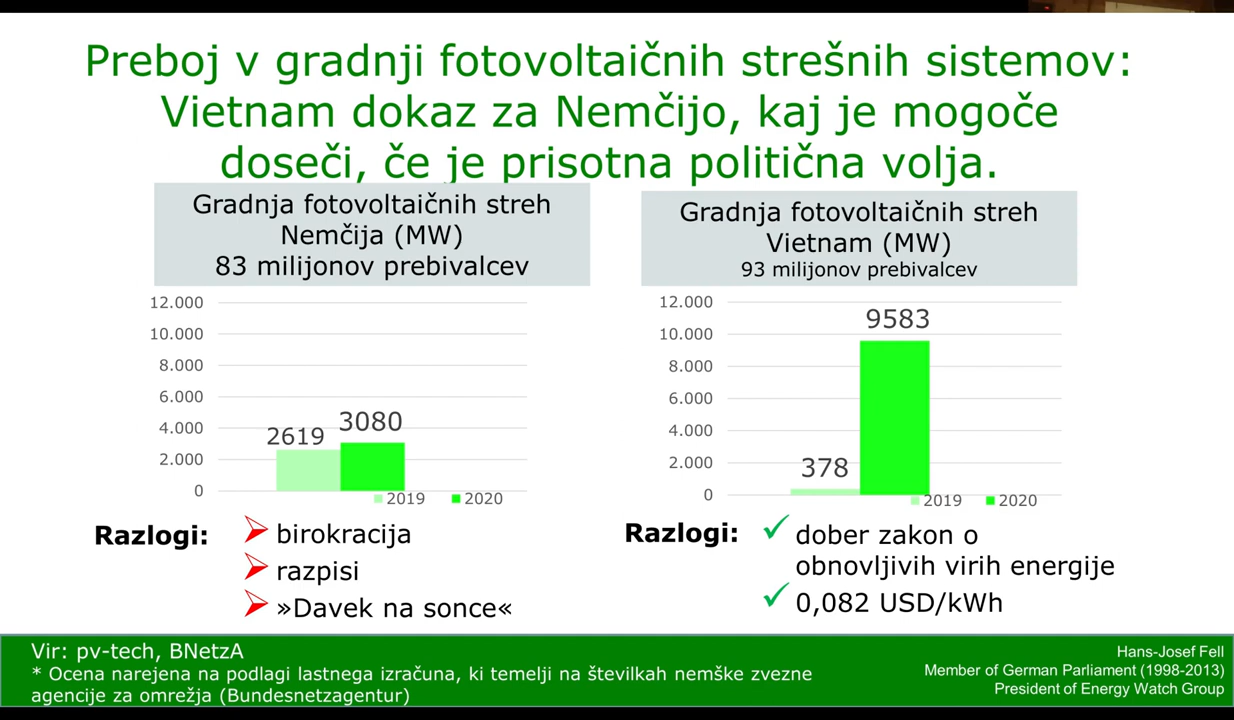 Preboj v gradnji fotovoltaičnih strešnih sistemov:
Vietnam dokaz za Nemčijo, kaj je mogoče
doseči, če je prisotna politična volja.
Gradnja fotovoltaičnih streh
Nemčija (MW)
83 milijonov prebivalcev
12.000
10.000
8.000
6.000
4.000
2.000
0
2619
3080
2019
2020
Razlogi:
birokracija
razpisi
»Davek na sonce«
Gradnja fotovoltaičnih streh
Vietnam (MW)
93 milijonov prebivalcev
12.000
10.000
8.000
6.000
4.000
2.000
0
378
9583
2019
2020
Razlogi:
dober zakon o
obnovljivih virih energije
0,082 USD/kWh
Vir: pv-tech, BNetzA
* Ocena narejena na podlagi lastnega izračuna, ki temelji na številkah nemške zvezne
agencije za omrežja (Bundesnetzagentur)
Hans-Josef Fell
Member of German Parliament (1998-2013)
President of Energy Watch Group